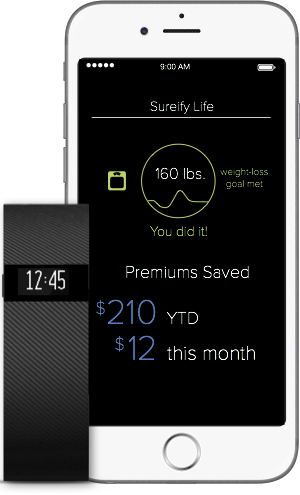 9:00 AM
Sureify Life
160 lbs.
weight-loss
goal met
You did it!
Premiums Saved
$210 YTD
$12 this month
12:45